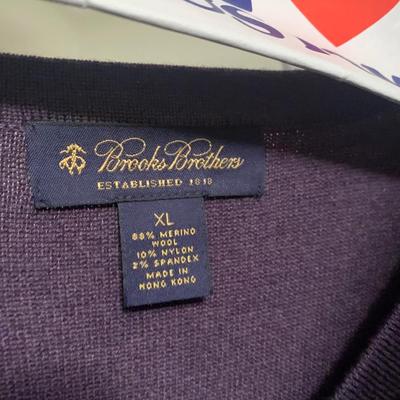 Brooks Brothers
ESTABLISHED 1818
XL
88% MERINO
WOOL
10% NYLON
2% SPANDEX
MADE IN
HONG KONG